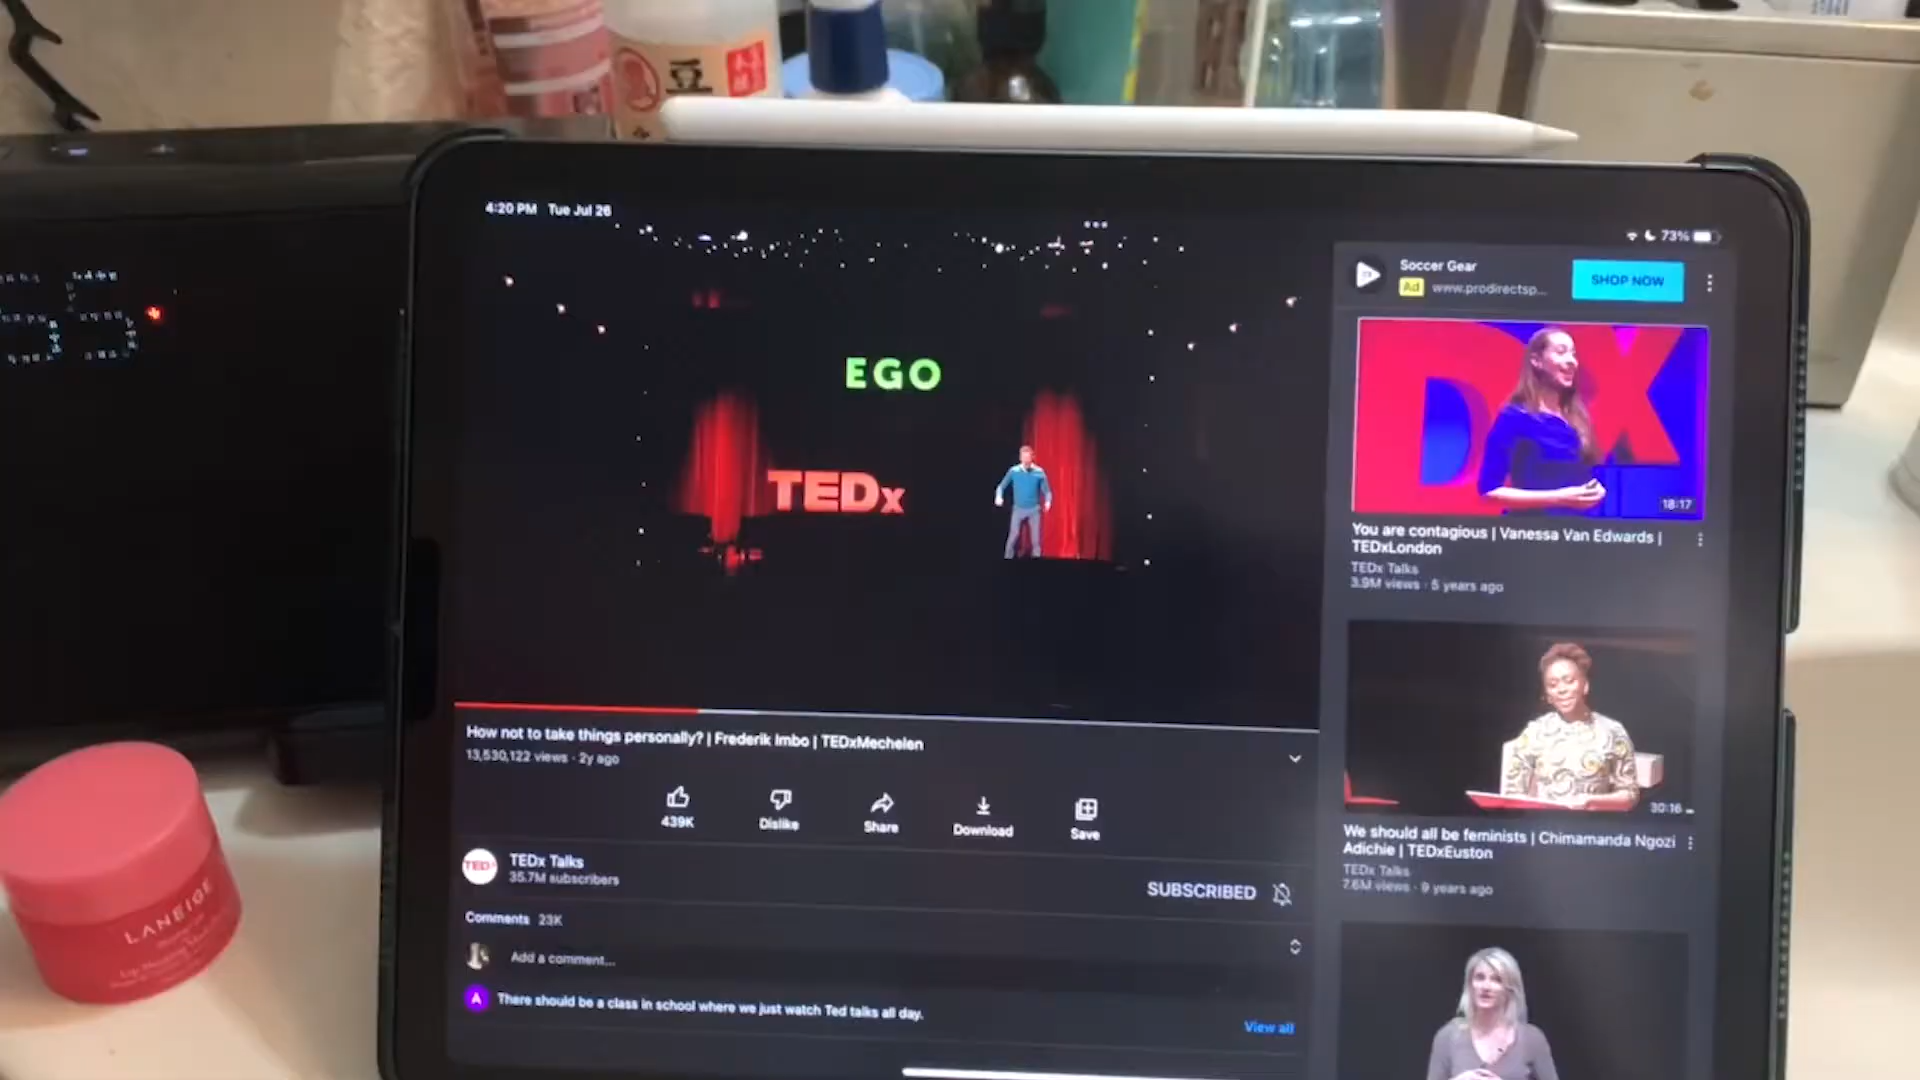 豆
4:20 PM Tue Jul 26
73%
EGO
TEDx
How not to take things personally? | Frederik Imbo | TEDxMechelen
13,530,122 views · 2y ago
439K
Dislike
Share
Download
Save
TED
TEDx Talks
35.7M subscribers
SUBSCRIBED
Comments 23K
Add a comment...
A
There should be a class in school where we just watch Ted talks all day.
View all
Soccer Gear
Ad www.prodirectsp...
SHOP NOW
DX
18:17
You are contagious | Vanessa Van Edwards |
TEDxLondon
TEDx Talks
3.9M views · 5 years ago
30:16
We should all be feminists | Chimamanda Ngozi
Adichie | TEDxEuston
TEDx Talks
7.6M views · 9 years ago
LANEIGE